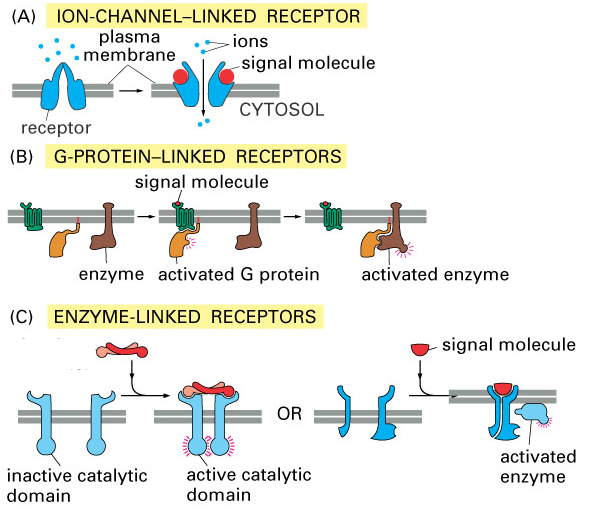 (A) ION-CHANNEL–LINKED RECEPTOR
plasma
membrane
ions
signal molecule
CYTOSOL
receptor
(B) G-PROTEIN–LINKED RECEPTORS
signal molecule
enzyme
activated G protein
activated enzyme
(C) ENZYME-LINKED RECEPTORS
signal molecule
OR
inactive catalytic
domain
active catalytic
domain
activated
enzyme